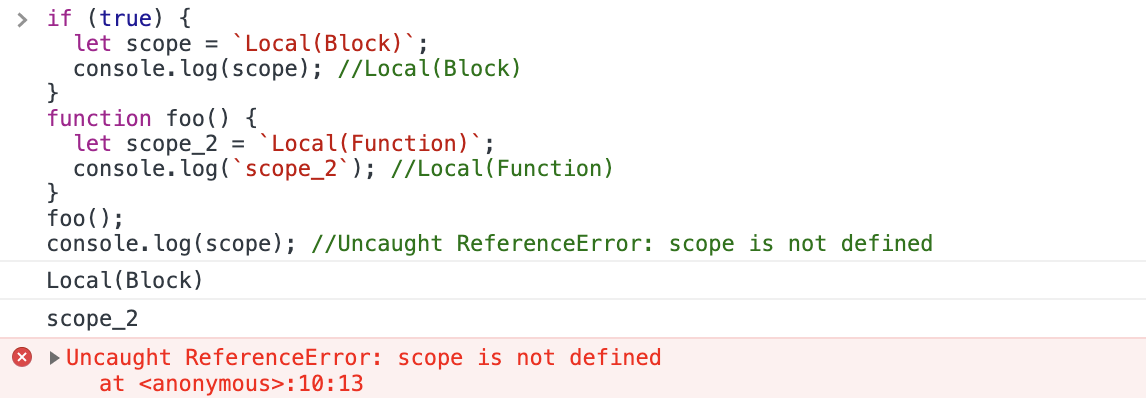 if (true) {
  let scope = `Local(Block)`;
  console.log(scope); //Local(Block)
}
function foo() {
  let scope_2 = `Local(Function)`;
  console.log(`scope_2`); //Local(Function)
}
foo();
console.log(scope); //Uncaught ReferenceError: scope is not defined
Local(Block)
scope_2
Uncaught ReferenceError: scope is not defined
    at <anonymous>:10:13